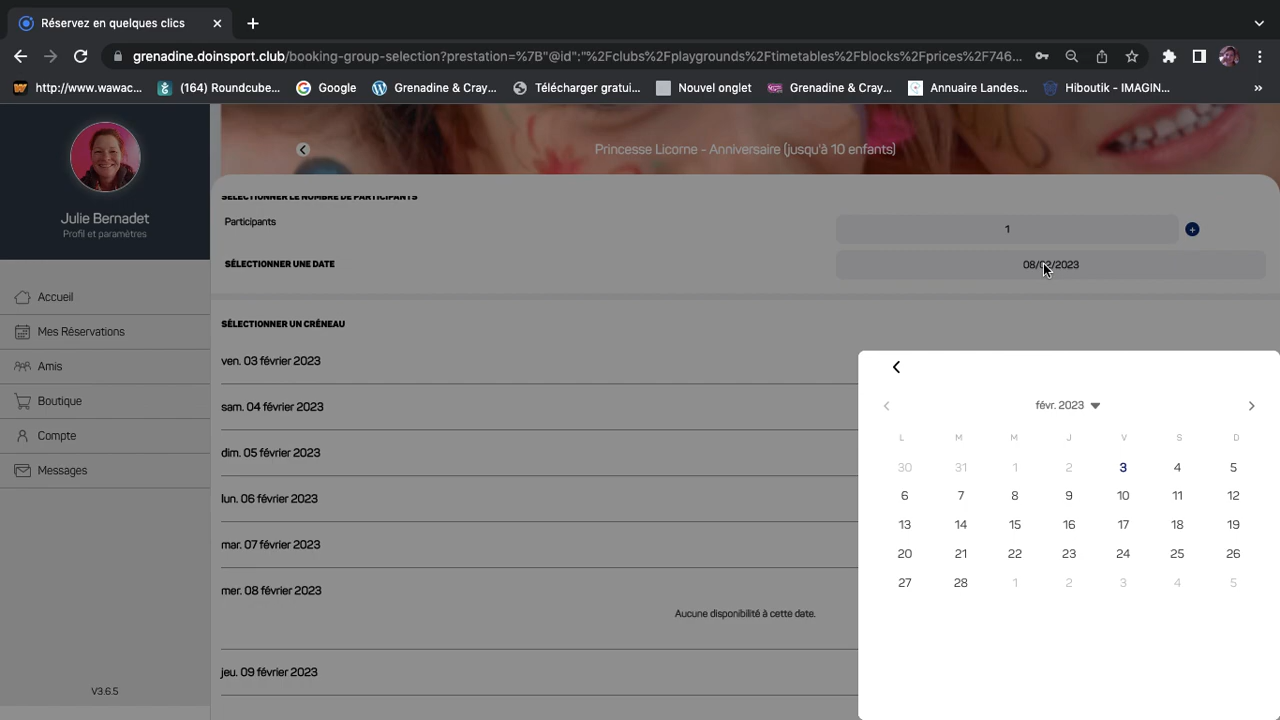 Réservez en quelques clics
grenadine.doinsport.club/booking-group-selection?prestation=%7B"@id":"%2Fclubs%2Fplaygrounds%2Ftimetables%2Fblocks%2Fprices%2F746...
http://www.wawac...
(164) Roundcube...
Google
Grenadine & Cro,...
Télécharger gratui...
Nouvel onglet
Grenadine & Cray...
Annuaire Landes...
Hiboutik - IMAGIN...
»
Princesse Licorne - Anniversaire (jusqu'à 10 enfants)
Julie Bernadet
Profil et paramètres
Accueil
Mes Réservations
Amis
Boutique
Compte
Messages
V3.6.5
SÉLECTIONNER LE NOMBRE DE PARTICIPANTS
Participants
1
SÉLECTIONNER UNE DATE
08/02/2023
SÉLECTIONNER UN CRÉNEAU
ven. 03 février 2023
sam. 04 février 2023
dim. 05 février 2023
lun. 06 février 2023
mar. 07 février 2023
mer. 08 février 2023
Aucune disponibilité à cette date.
jeu. 09 février 2023
févr. 2023
L M M J V S D
30 31 1 2 3 4 5
6 7 8 9 10 11 12
13 14 15 16 17 18 19
20 21 22 23 24 25 26
27 28 1 2 3 4 5